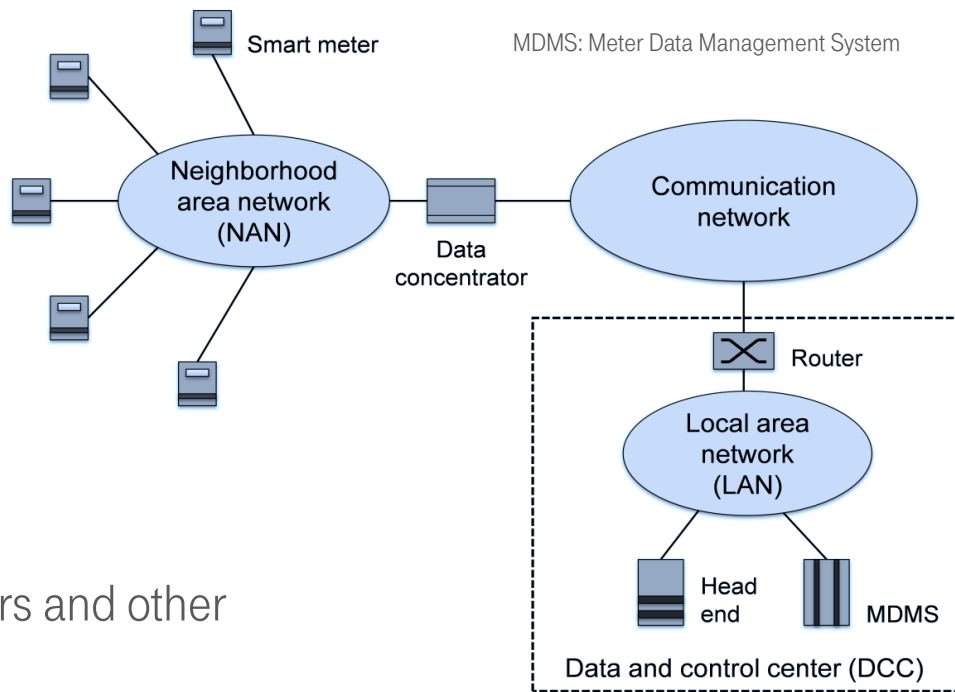 Smart meter
MDMS: Meter Data Management System
Neighborhood
area network
(NAN)
Communication
network
Data
concentrator
Router
Local area
network
(LAN)
Head
end
MDMS
rs and other
Data and control center (DCC)